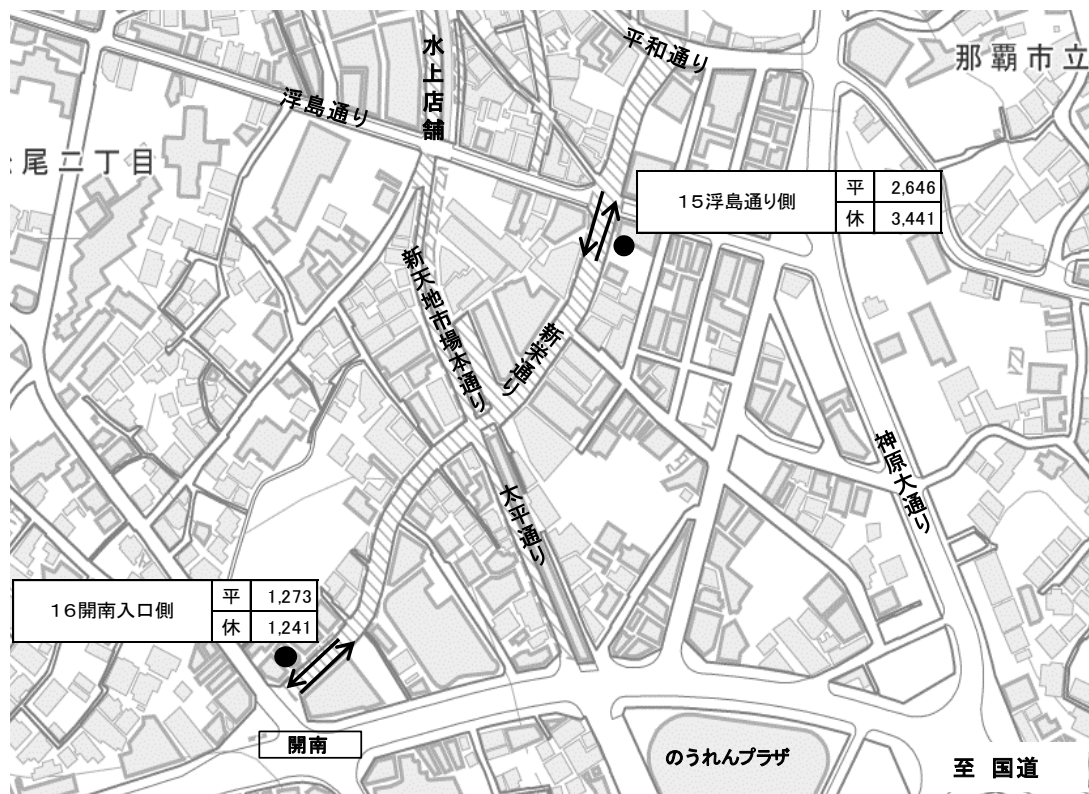 平和通り
那覇市立
水上店舗
浮島通り
尾二丁目
15浮島通り側
平 2,646
休 3,441
新天地市場本通り
新栄通り
神原大通り
太平通り
16開南入口側
平 1,273
休 1,241
開南
のうれんプラザ
至 国道